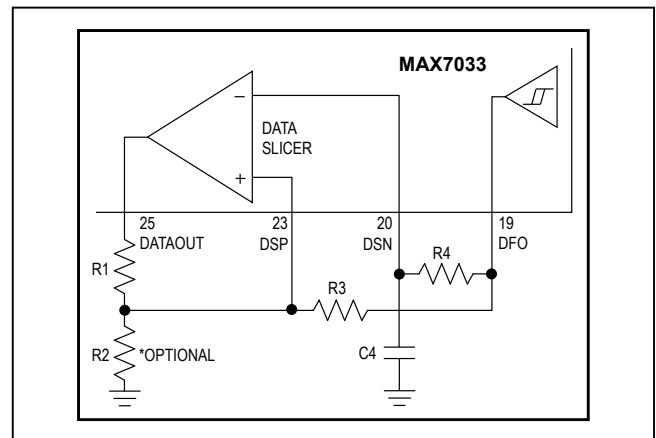 MAX7033
−
DATA
SLICER
+
25
DATAOUT
23
DSP
20
DSN
19
DFO
R1
R3
R4
R2
*OPTIONAL
C4